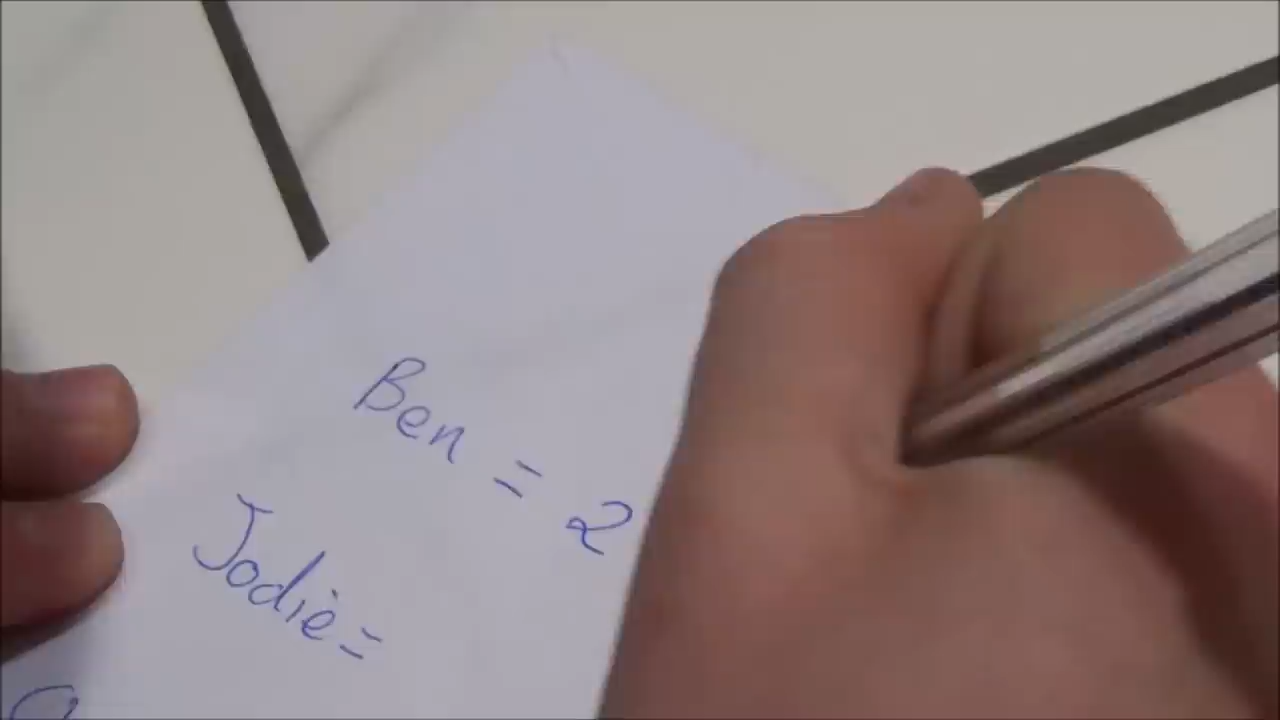 Ben = 2
Jodie =